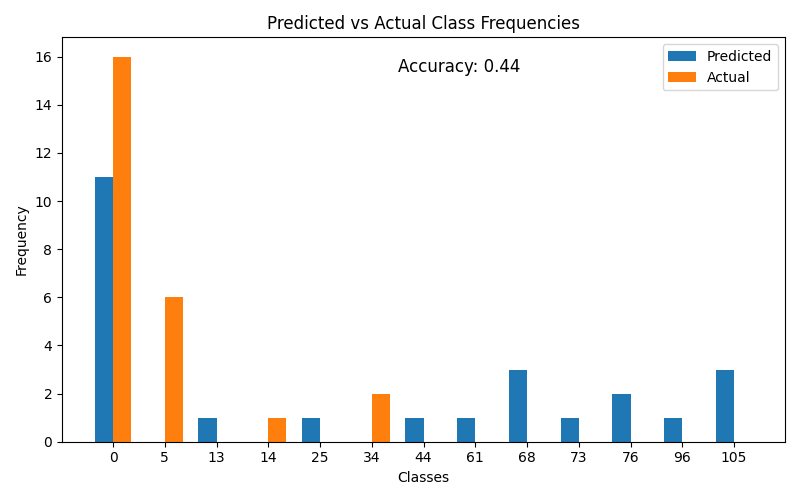 Predicted vs Actual Class Frequencies
Accuracy: 0.44
Predicted
Actual
Frequency
16
14
12
10
8
6
4
2
0
0 5 13 14 25 34 44 61 68 73 76 96 105
Classes